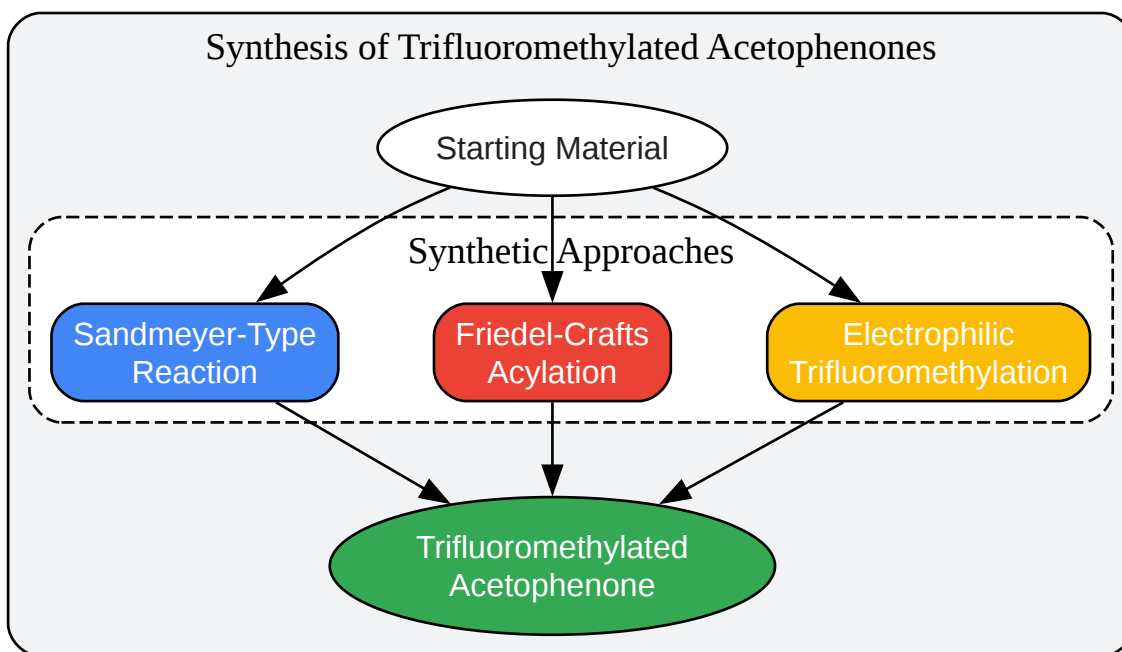 Synthesis of Trifluoromethylated Acetophenones
Starting Material
Synthetic Approaches
Sandmeyer-Type
Reaction
Friedel-Crafts
Acylation
Electrophilic
Trifluoromethylation
Trifluoromethylated
Acetophenone